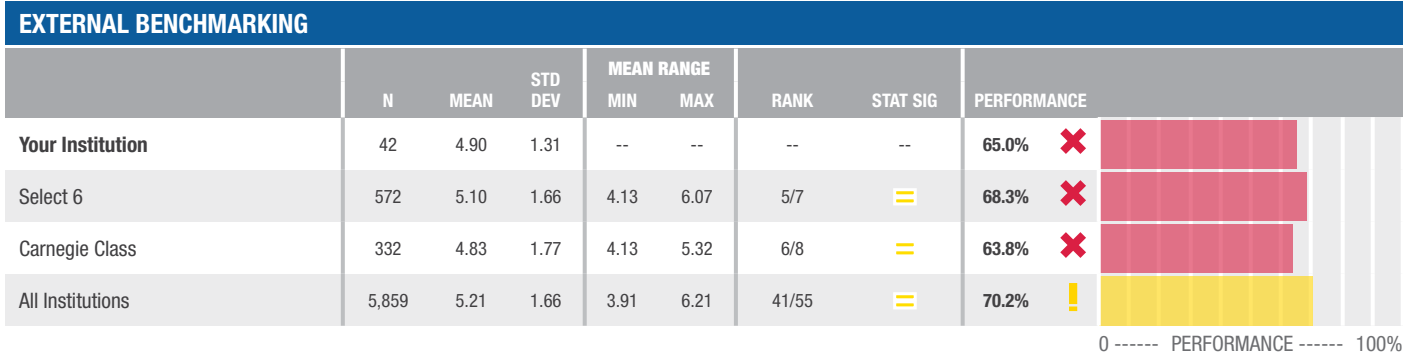 EXTERNAL BENCHMARKING
N MEAN STD DEV MEAN RANGE MIN MAX RANK STAT SIG PERFORMANCE
Your Institution 42 4.90 1.31 -- -- -- -- 65.0%
Select 6 572 5.10 1.66 4.13 6.07 5/7 = 68.3%
Carnegie Class 332 4.83 1.77 4.13 5.32 6/8 = 63.8%
All Institutions 5,859 5.21 1.66 3.91 6.21 41/55 = 70.2% !
0 ------ PERFORMANCE ------ 100%